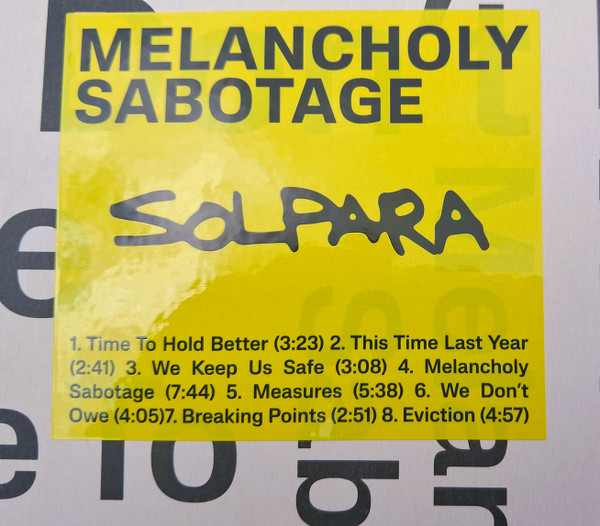 MELANCHOLY
SABOTAGE
SOLPARA
1. Time To Hold Better (3:23) 2. This Time Last Year
(2:41) 3. We Keep Us Safe (3:08) 4. Melancholy
Sabotage (7:44) 5. Measures (5:38) 6. We Don't
Owe (4:05)7. Breaking Points (2:51) 8. Eviction (4:57)